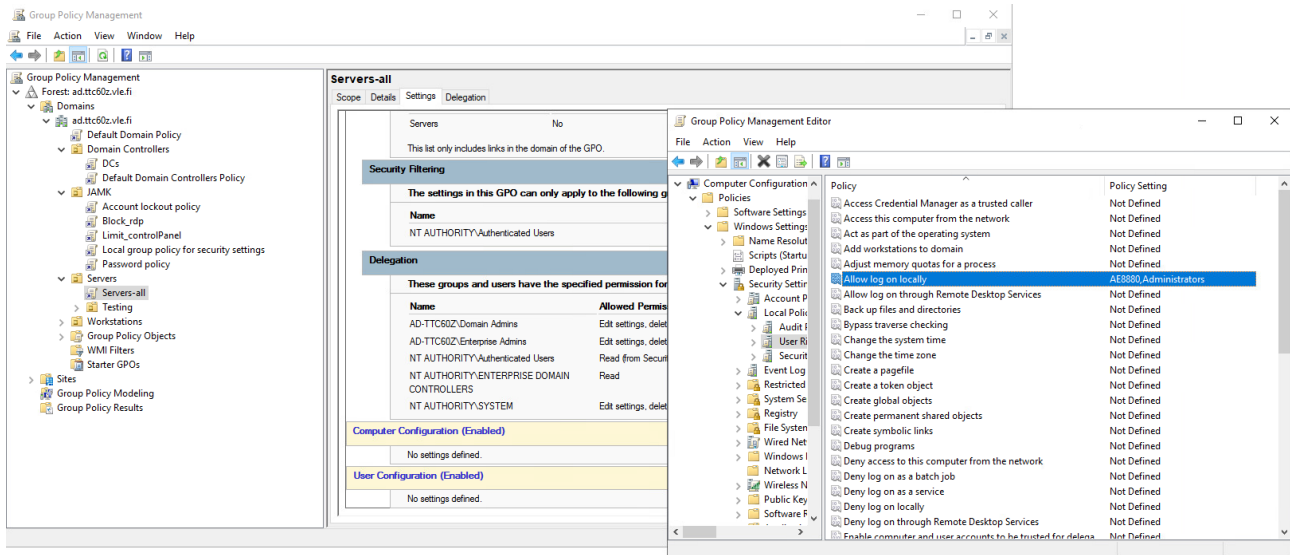 Group Policy Management
File Action View Window Help
Group Policy Management
Forest: ad.ttc60z.vle.fi
Domains
ad.ttc60z.vle.fi
Default Domain Policy
Domain Controllers
DCs
Default Domain Controllers Policy
JAMK
Account lockout policy
Block_rdp
Limit_controlPanel
Local group policy for security settings
Password policy
Servers
Servers-all
Testing
Workstations
Group Policy Objects
WMI Filters
Starter GPOs
Sites
Group Policy Modeling
Group Policy Results
Servers-all
Scope Details Settings Delegation
Servers No
This list only includes links in the domain of the GPO.
Security Filtering
The settings in this GPO can only apply to the following g
Name
NT AUTHORITY\Authenticated Users
Delegation
These groups and users have the specified permission for
Name Allowed Permis
AD-TTC60Z\Domain Admins Edit settings, delet
AD-TTC60Z\Enterprise Admins Edit settings, delet
NT AUTHORITY\Authenticated Users Read (from Securit
NT AUTHORITY\ENTERPRISE DOMAIN CONTROLLERS Read
NT AUTHORITY\SYSTEM Edit settings, delet
Computer Configuration (Enabled)
No settings defined.
User Configuration (Enabled)
No settings defined.
Group Policy Management Editor
File Action View Help
Computer Configuration
Policies
Software Settings
Windows Settings
Name Resolut
Scripts (Startu
Deployed Prin
Security Settin
Account P
Local Polic
Audit P
User Ri
Securit
Event Log
Restricted
System Se
Registry
File System
Wired Net
Windows I
Network L
Wireless N
Public Key
Software R
Policy Policy Setting
Access Credential Manager as a trusted caller Not Defined
Access this computer from the network Not Defined
Act as part of the operating system Not Defined
Add workstations to domain Not Defined
Adjust memory quotas for a process Not Defined
Allow log on locally AE8880,Administrators
Allow log on through Remote Desktop Services Not Defined
Back up files and directories Not Defined
Bypass traverse checking Not Defined
Change the system time Not Defined
Change the time zone Not Defined
Create a pagefile Not Defined
Create a token object Not Defined
Create global objects Not Defined
Create permanent shared objects Not Defined
Create symbolic links Not Defined
Debug programs Not Defined
Deny access to this computer from the network Not Defined
Deny log on as a batch job Not Defined
Deny log on as a service Not Defined
Deny log on locally Not Defined
Deny log on through Remote Desktop Services Not Defined
Enable computer and user accounts to be trusted for delega Not Defined